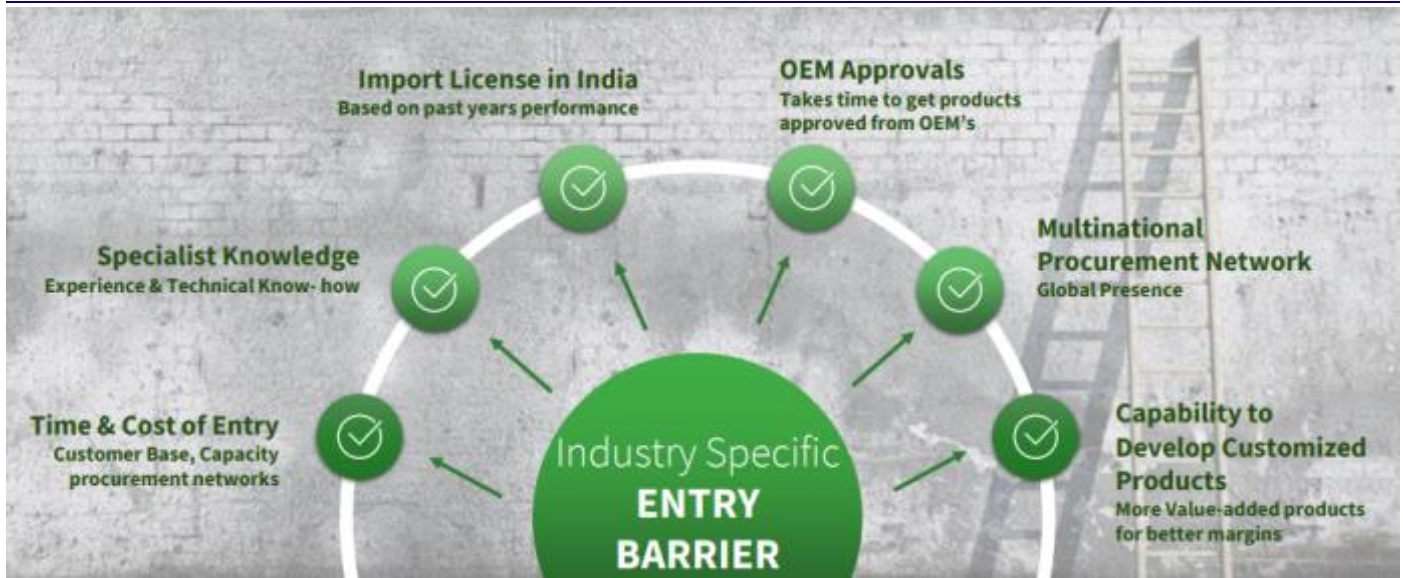 Import License in India
Based on past years performance
OEM Approvals
Takes time to get products
approved from OEM's
Specialist Knowledge
Experience & Technical Know- how
Multinational
Procurement Network
Global Presence
Time & Cost of Entry
Customer Base, Capacity
procurement networks
Capability to
Develop Customized
Products
More Value-added products
for better margins
Industry Specific
ENTRY
BARRIER